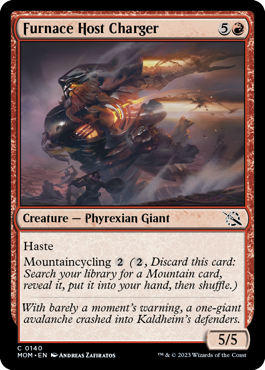 Furnace Host Charger 5
Creature — Phyrexian Giant
Haste
Mountaincycling 2 (2, Discard this card:
Search your library for a Mountain card,
reveal it, put it into your hand, then shuffle.)
With barely a moment's warning, a one-giant
avalanche crashed into Kaldheim's defenders.
5/5
C 0140
MOM • EN ANDREAS ZAFIRATOS
™ & © 2023 Wizards of the Coast